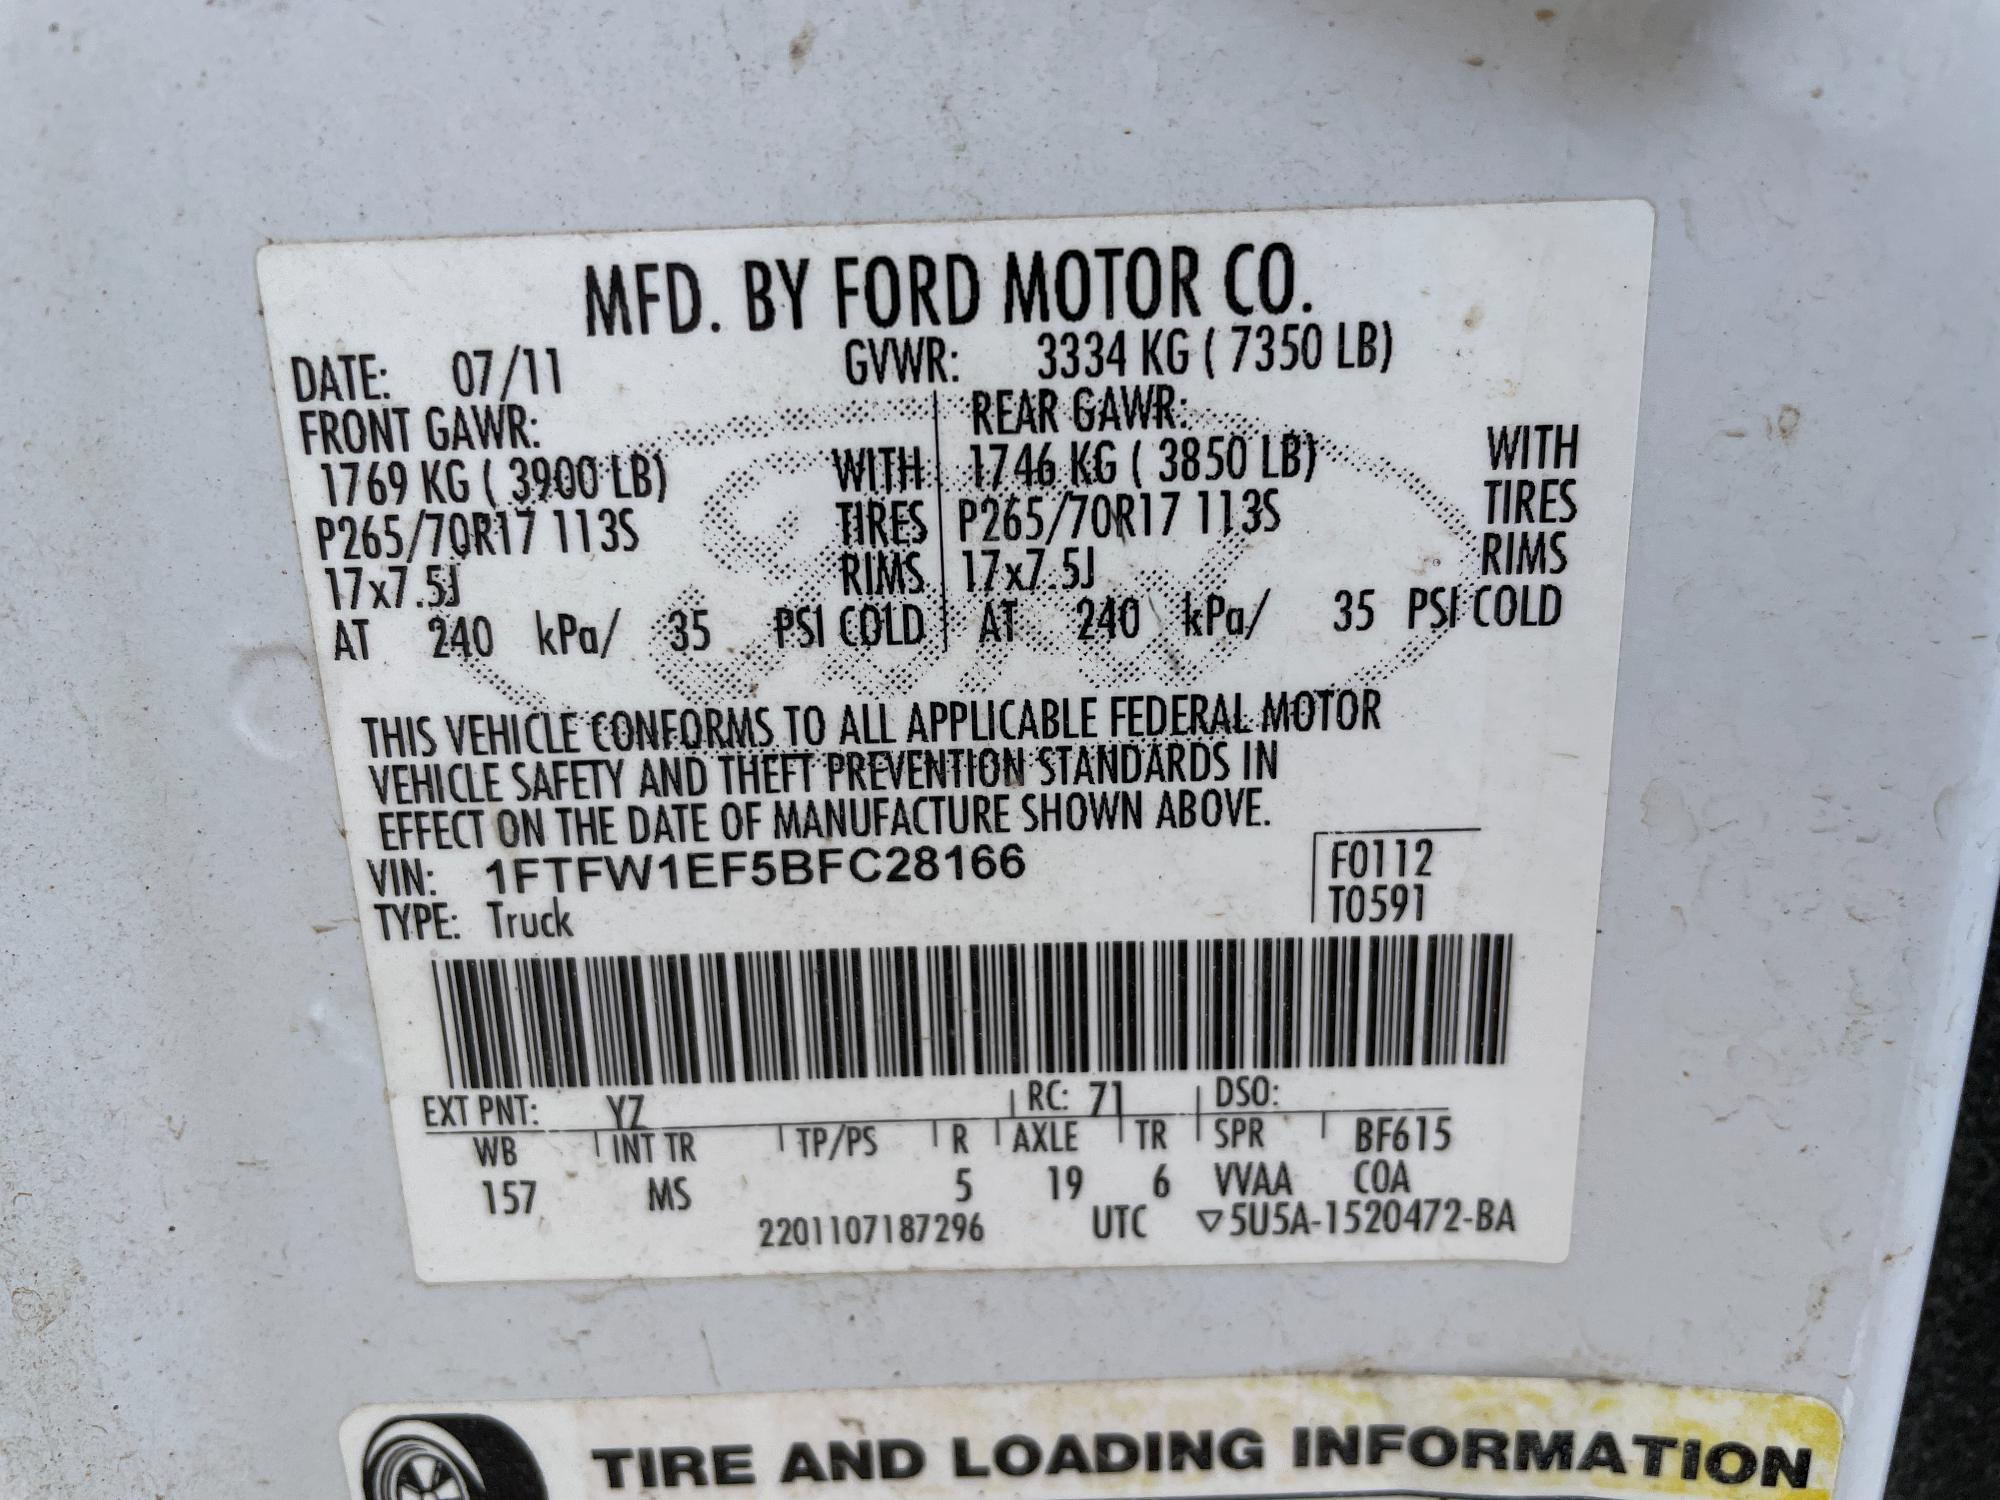 MFD. BY FORD MOTOR CO.
DATE: 07/11 GVWR: 3334 KG ( 7350 LB)
FRONT GAWR: REAR GAWR:
1769 KG ( 3900 LB) WITH 1746 KG ( 3850 LB) WITH
P265/70R17 113S TIRES P265/70R17 113S TIRES
17x7.5J RIMS 17x7.5J RIMS
AT 240 kPa/ 35 PSI COLD AT 240 kPa/ 35 PSI COLD
THIS VEHICLE CONFORMS TO ALL APPLICABLE FEDERAL MOTOR
VEHICLE SAFETY AND THEFT PREVENTION STANDARDS IN
EFFECT ON THE DATE OF MANUFACTURE SHOWN ABOVE.
VIN: 1FTFW1EF5BFC28166 F0112
TYPE: Truck T0591
EXT PNT: YZ RC: 71 DSO:
WB INT TR TP/PS R AXLE TR SPR BF615
157 MS 5 19 6 VVAA COA
2201107187296 UTC ▽5U5A-1520472-BA
TIRE AND LOADING INFORMATION